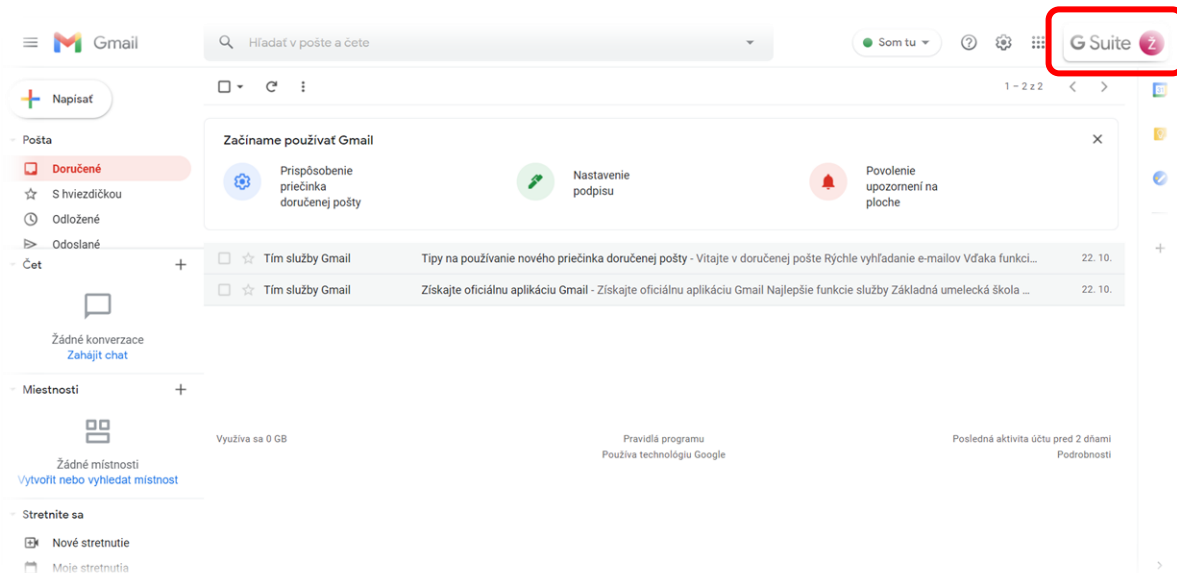 Gmail
Hľadať v pošte a čete
Som tu
G Suite
Ž
Napísať
1 – 2 z 2
Pošta
Doručené
S hviezdičkou
Odložené
Odoslané
Čet
Žádné konverzace
Zahájit chat
Miestnosti
Žádné místnosti
Vytvořit nebo vyhledat místnost
Stretnite sa
Nové stretnutie
Moje stretnutia
Začíname používať Gmail
Prispôsobenie
priečinka
doručenej pošty
Nastavenie
podpisu
Povolenie
upozornení na
ploche
Tím služby Gmail Tipy na používanie nového priečinka doručenej pošty - Vitajte v doručenej pošte Rýchle vyhľadanie e-mailov Vďaka funkci... 22. 10.
Tím služby Gmail Získajte oficiálnu aplikáciu Gmail - Získajte oficiálnu aplikáciu Gmail Najlepšie funkcie služby Základná umelecká škola ... 22. 10.
Využíva sa 0 GB
Pravidlá programu
Používa technológiu Google
Posledná aktivita účtu pred 2 dňami
Podrobnosti